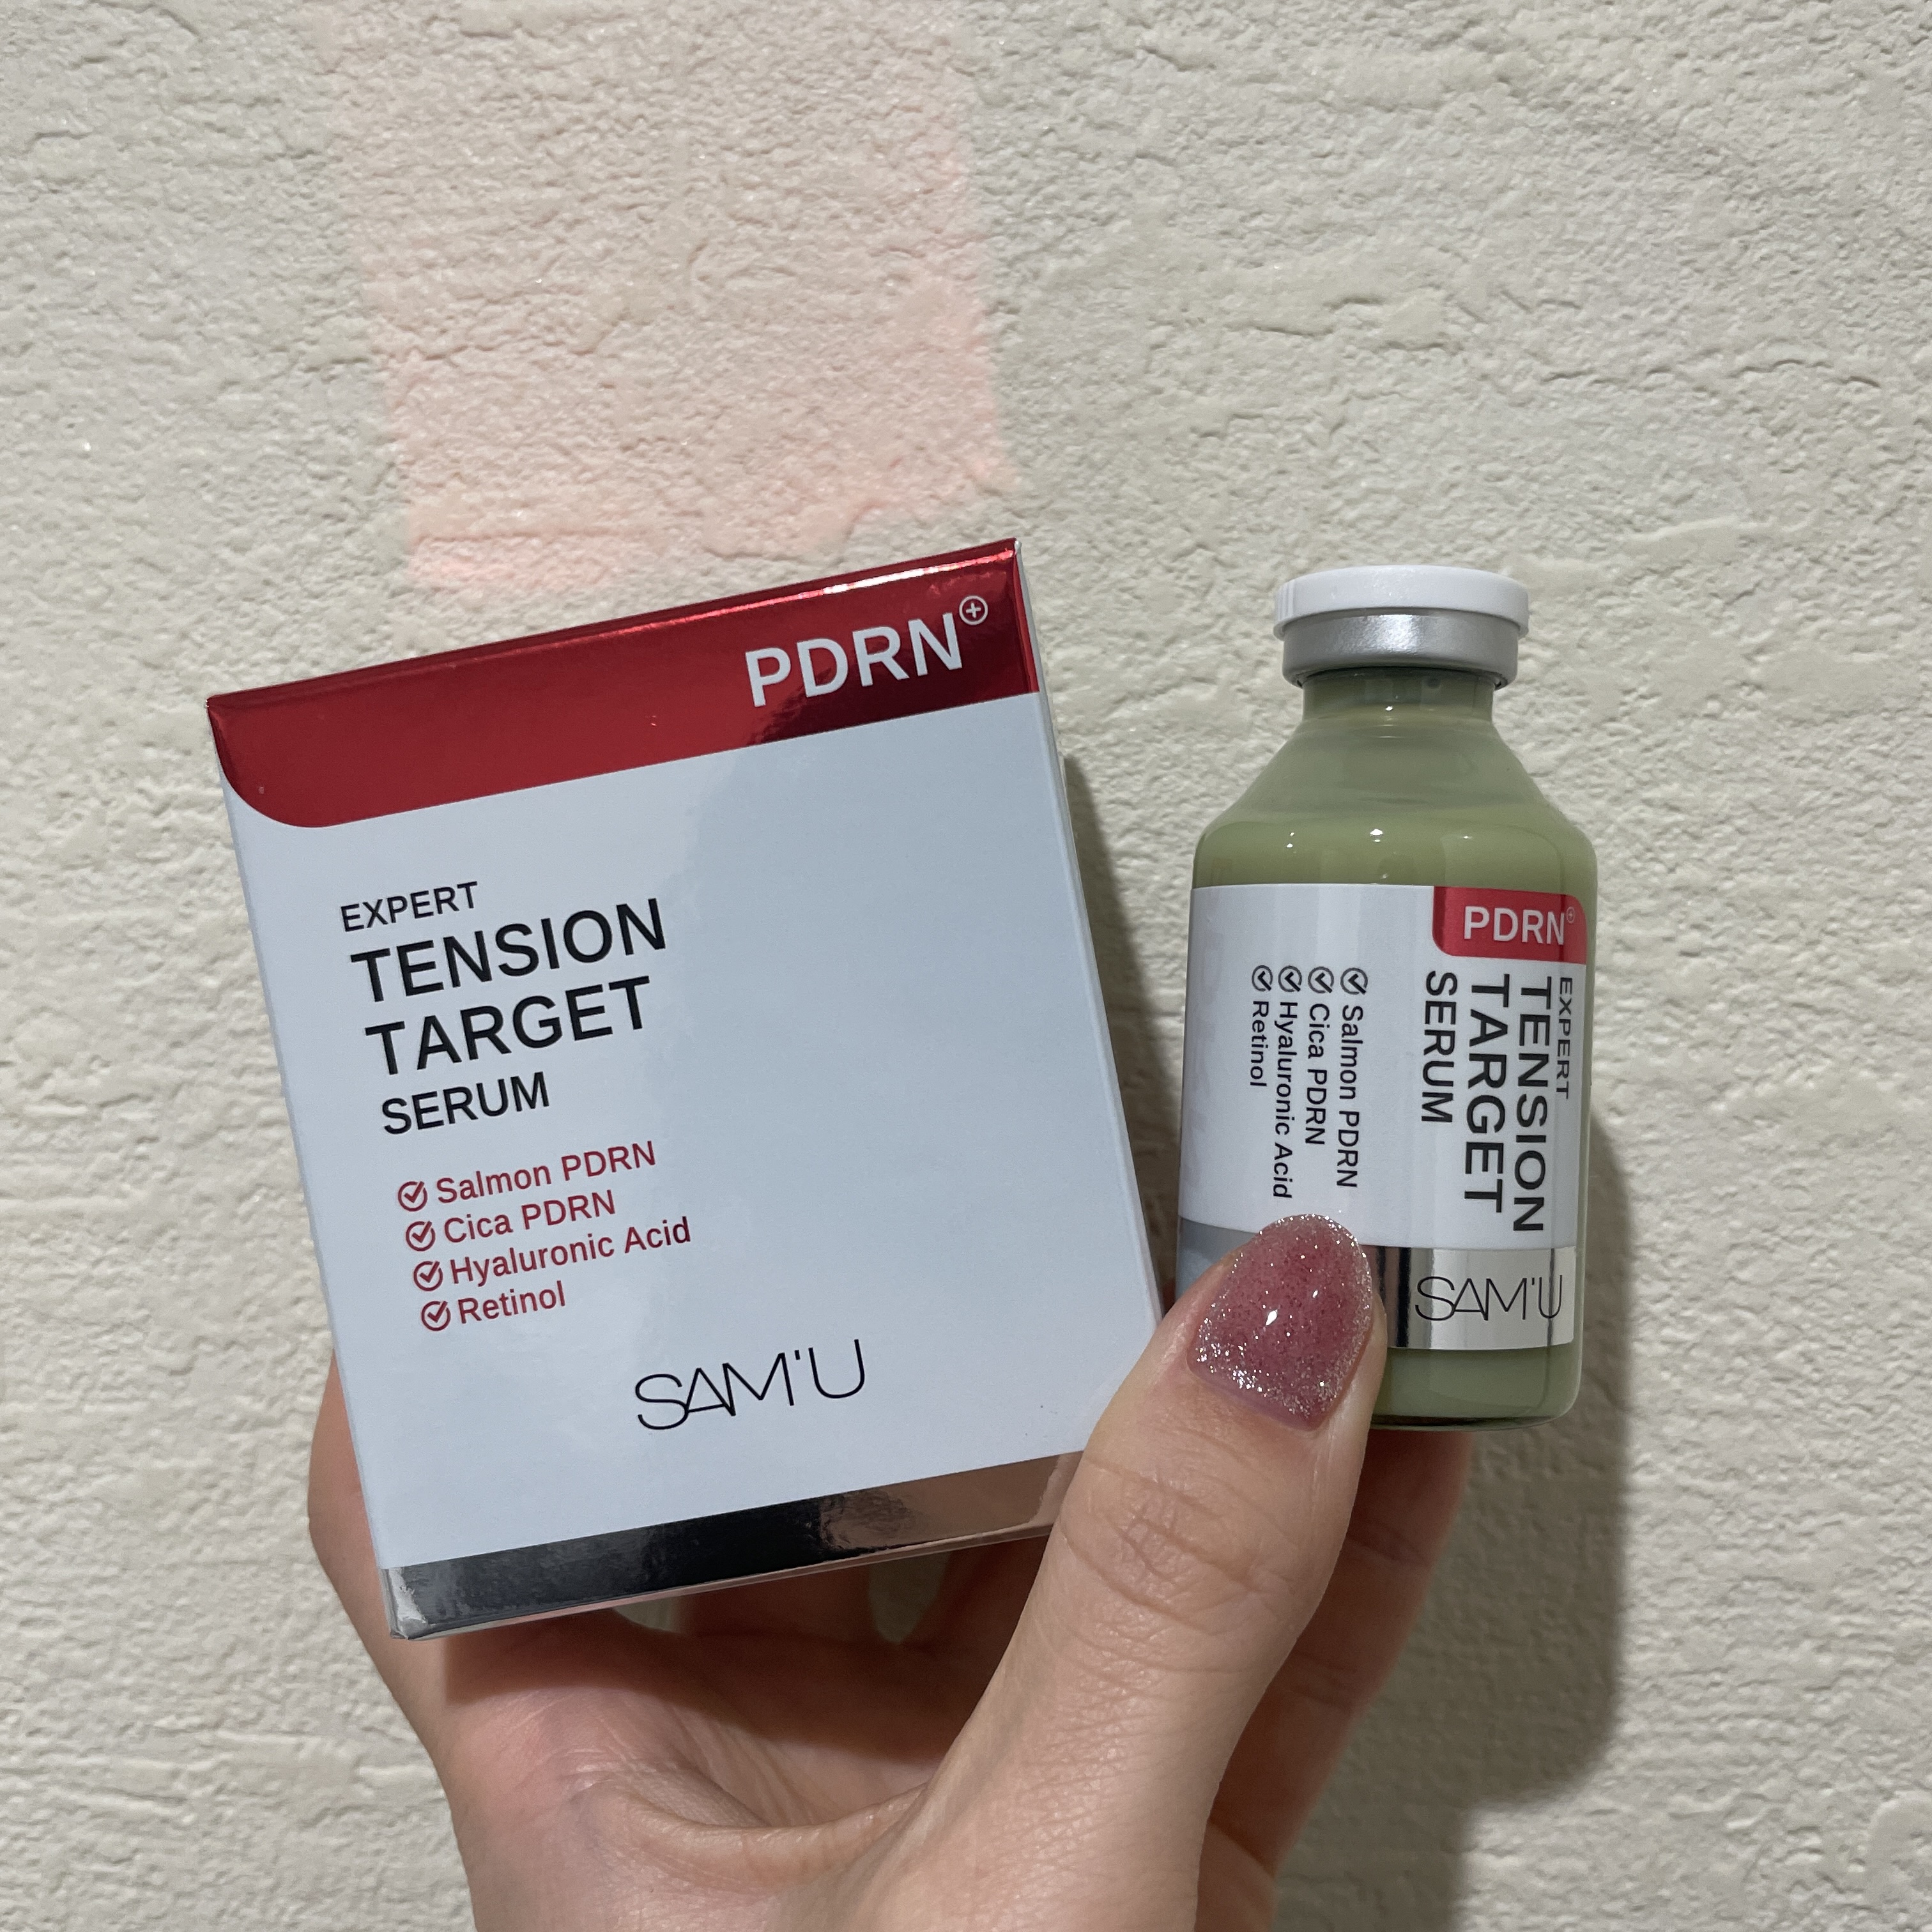 PDRN⊕
EXPERT
TENSION
TARGET
SERUM
Salmon PDRN
Cica PDRN
Hyaluronic Acid
Retinol
SAM'U
PDRN⊕
EXPERT
TENSION
TARGET
SERUM
Salmon PDRN
Cica PDRN
Hyaluronic Acid
Retinol
SAM'U